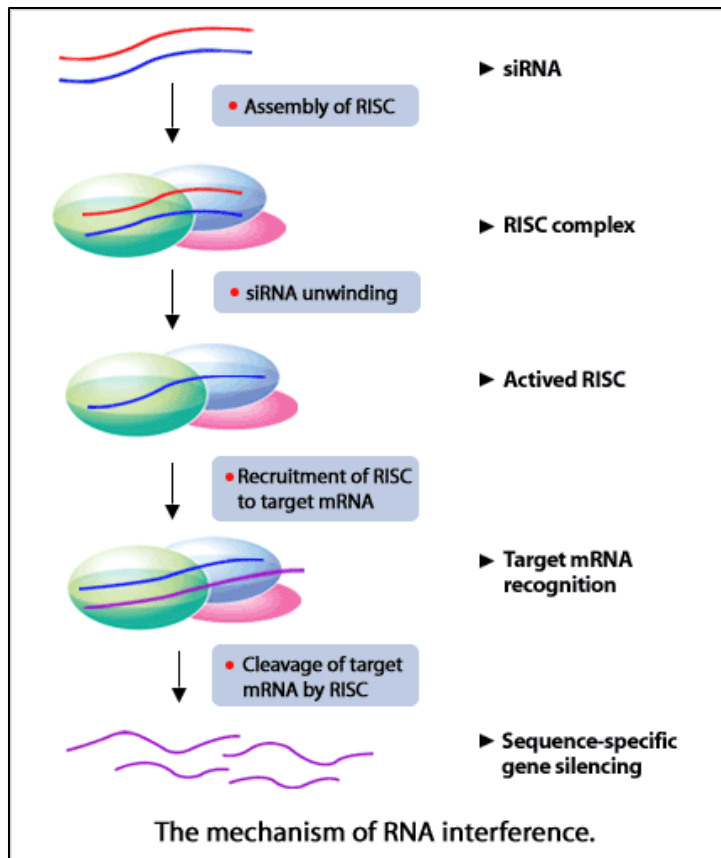 ► siRNA
• Assembly of RISC
► RISC complex
• siRNA unwinding
► Actived RISC
• Recruitment of RISC
to target mRNA
► Target mRNA
recognition
• Cleavage of target
mRNA by RISC
► Sequence-specific
gene silencing
The mechanism of RNA interference.